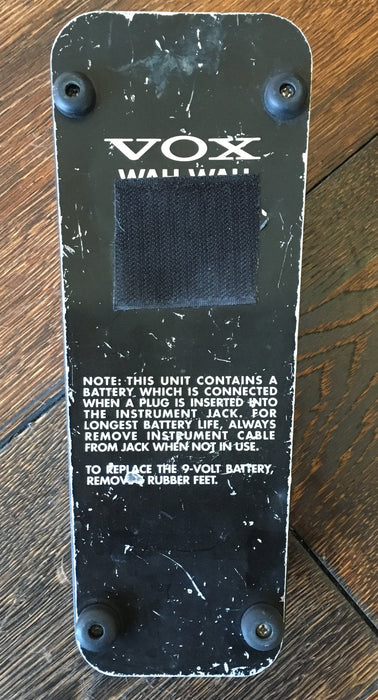 VOX
WAH WAH
NOTE: THIS UNIT CONTAINS A
BATTERY WHICH IS CONNECTED
WHEN A PLUG IS INSERTED INTO
THE INSTRUMENT JACK. FOR
LONGEST BATTERY LIFE, ALWAYS
REMOVE INSTRUMENT CABLE
FROM JACK WHEN NOT IN USE.
TO REPLACE THE 9-VOLT BATTERY,
REMOVE 4 RUBBER FEET.